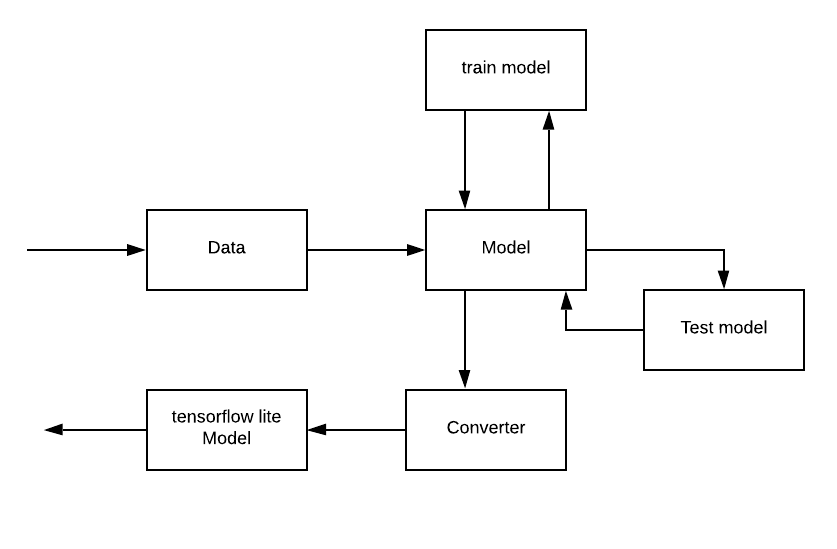 train model
Data
Model
Test model
tensorflow lite
Model
Converter